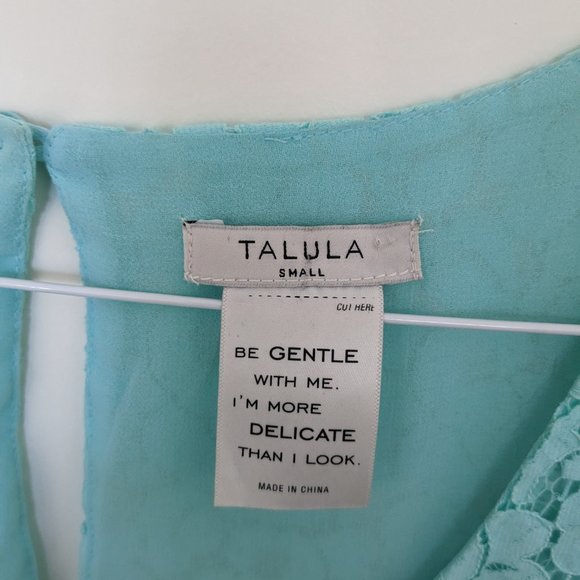 TALULA
SMALL
CUT HERE
BE GENTLE
WITH ME.
I'M MORE
DELICATE
THAN I LOOK.
MADE IN CHINA